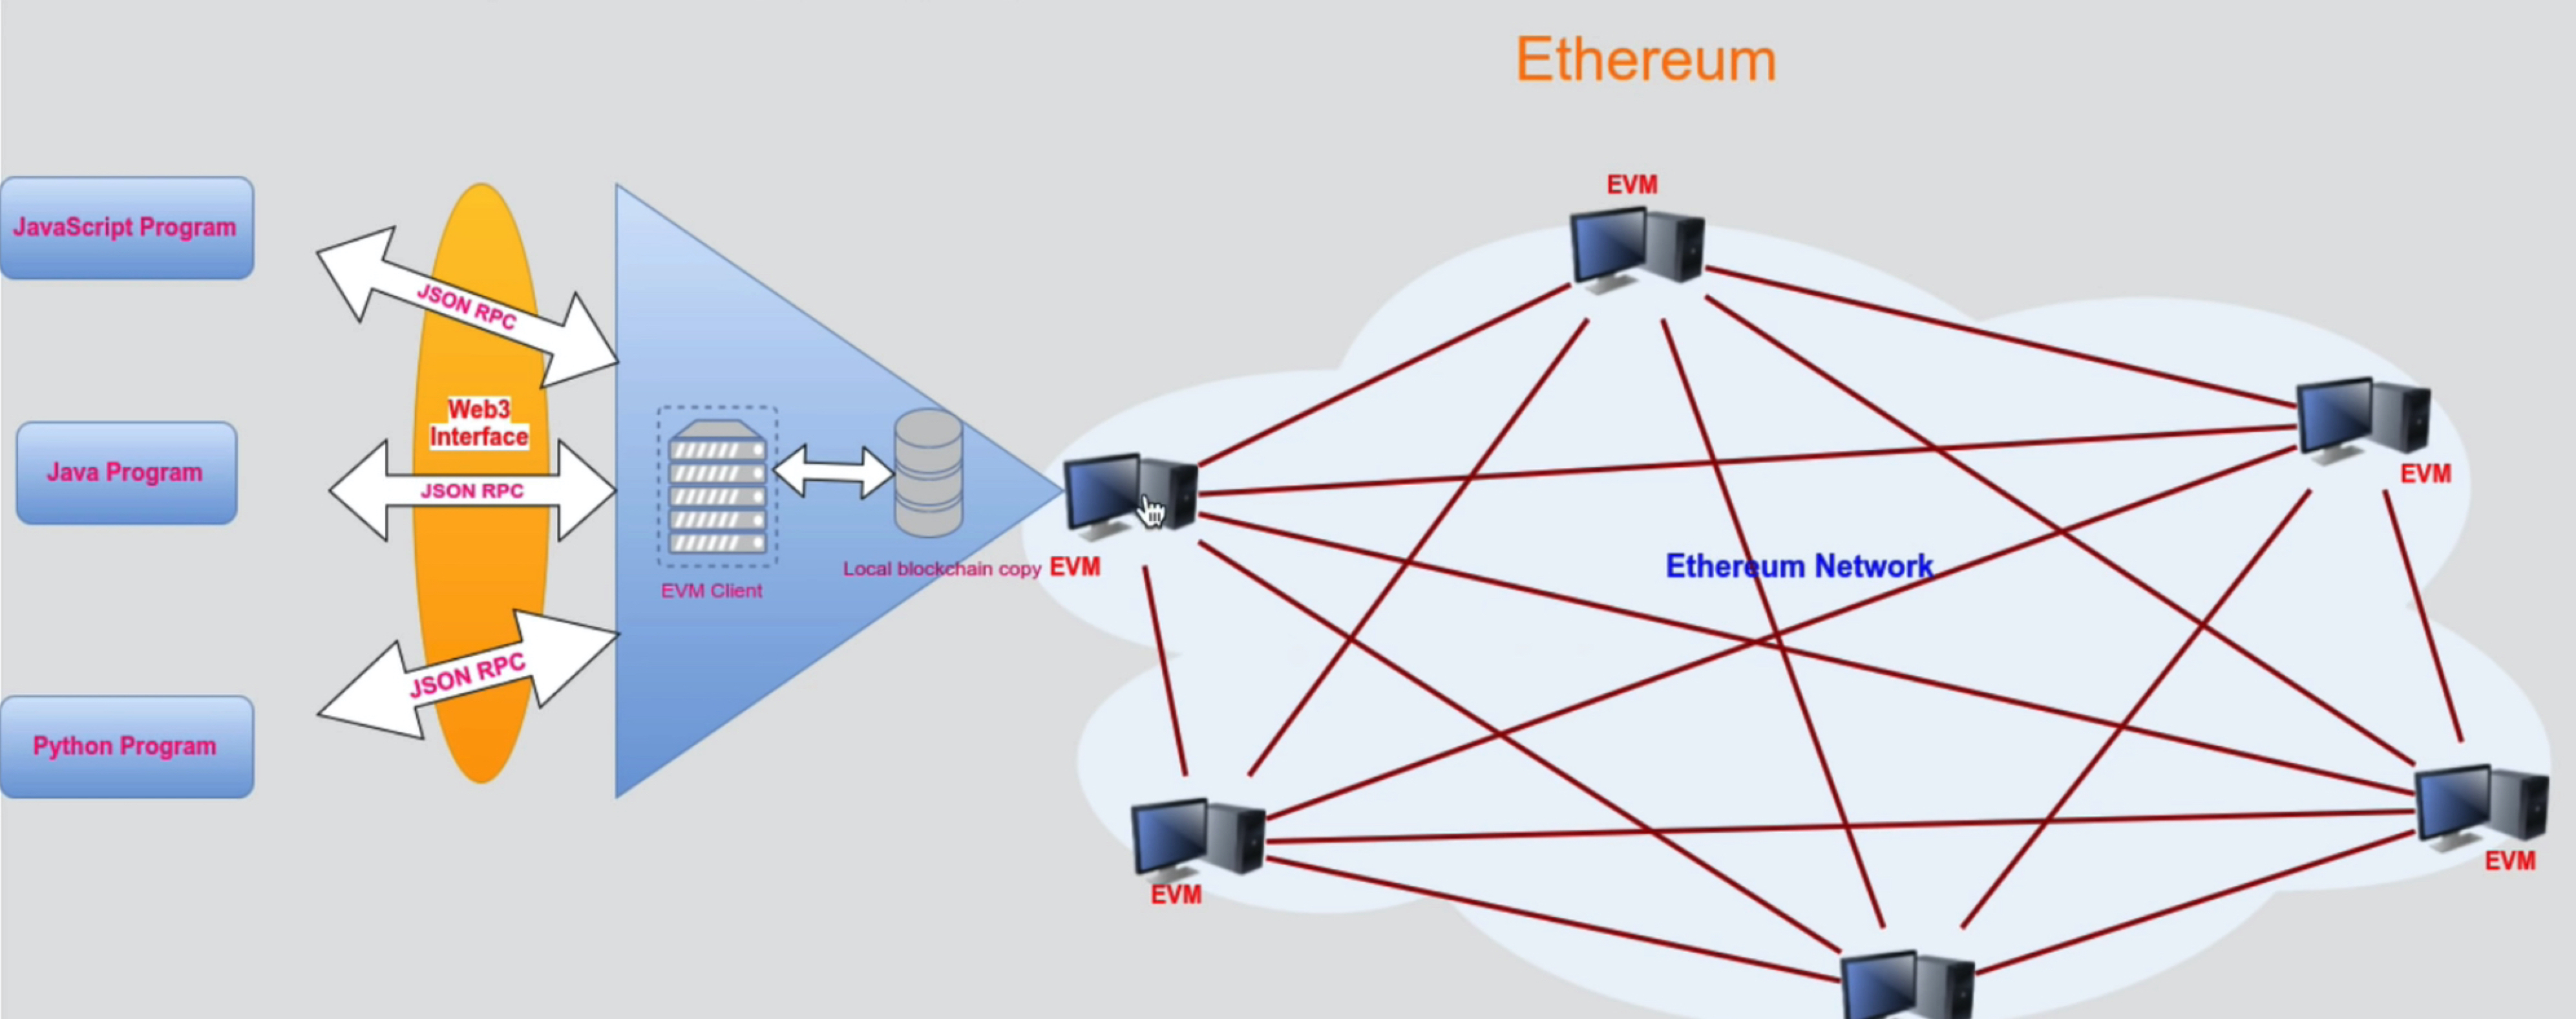 Ethereum
EVM
JavaScript Program
JSON RPC
Web3
Interface
EVM
Java Program
JSON RPC
Ethereum Network
Local blockchain copy
EVM
EVM Client
JSON RPC
Python Program
EVM
EVM